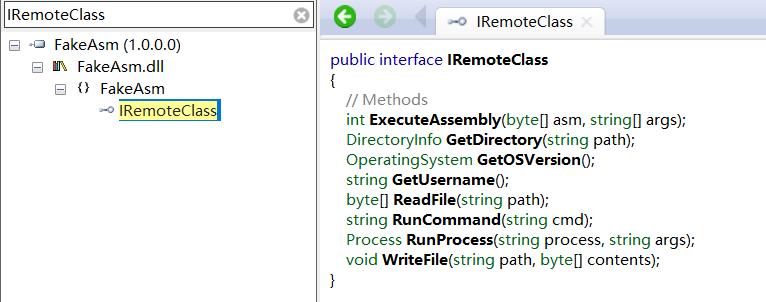 IRemoteClass
FakeAsm (1.0.0.0)
FakeAsm.dll
{ } FakeAsm
IRemoteClass
IRemoteClass
public interface IRemoteClass
{
// Methods
int ExecuteAssembly(byte[] asm, string[] args);
DirectoryInfo GetDirectory(string path);
OperatingSystem GetOSVersion();
string GetUsername();
byte[] ReadFile(string path);
string RunCommand(string cmd);
Process RunProcess(string process, string args);
void WriteFile(string path, byte[] contents);
}